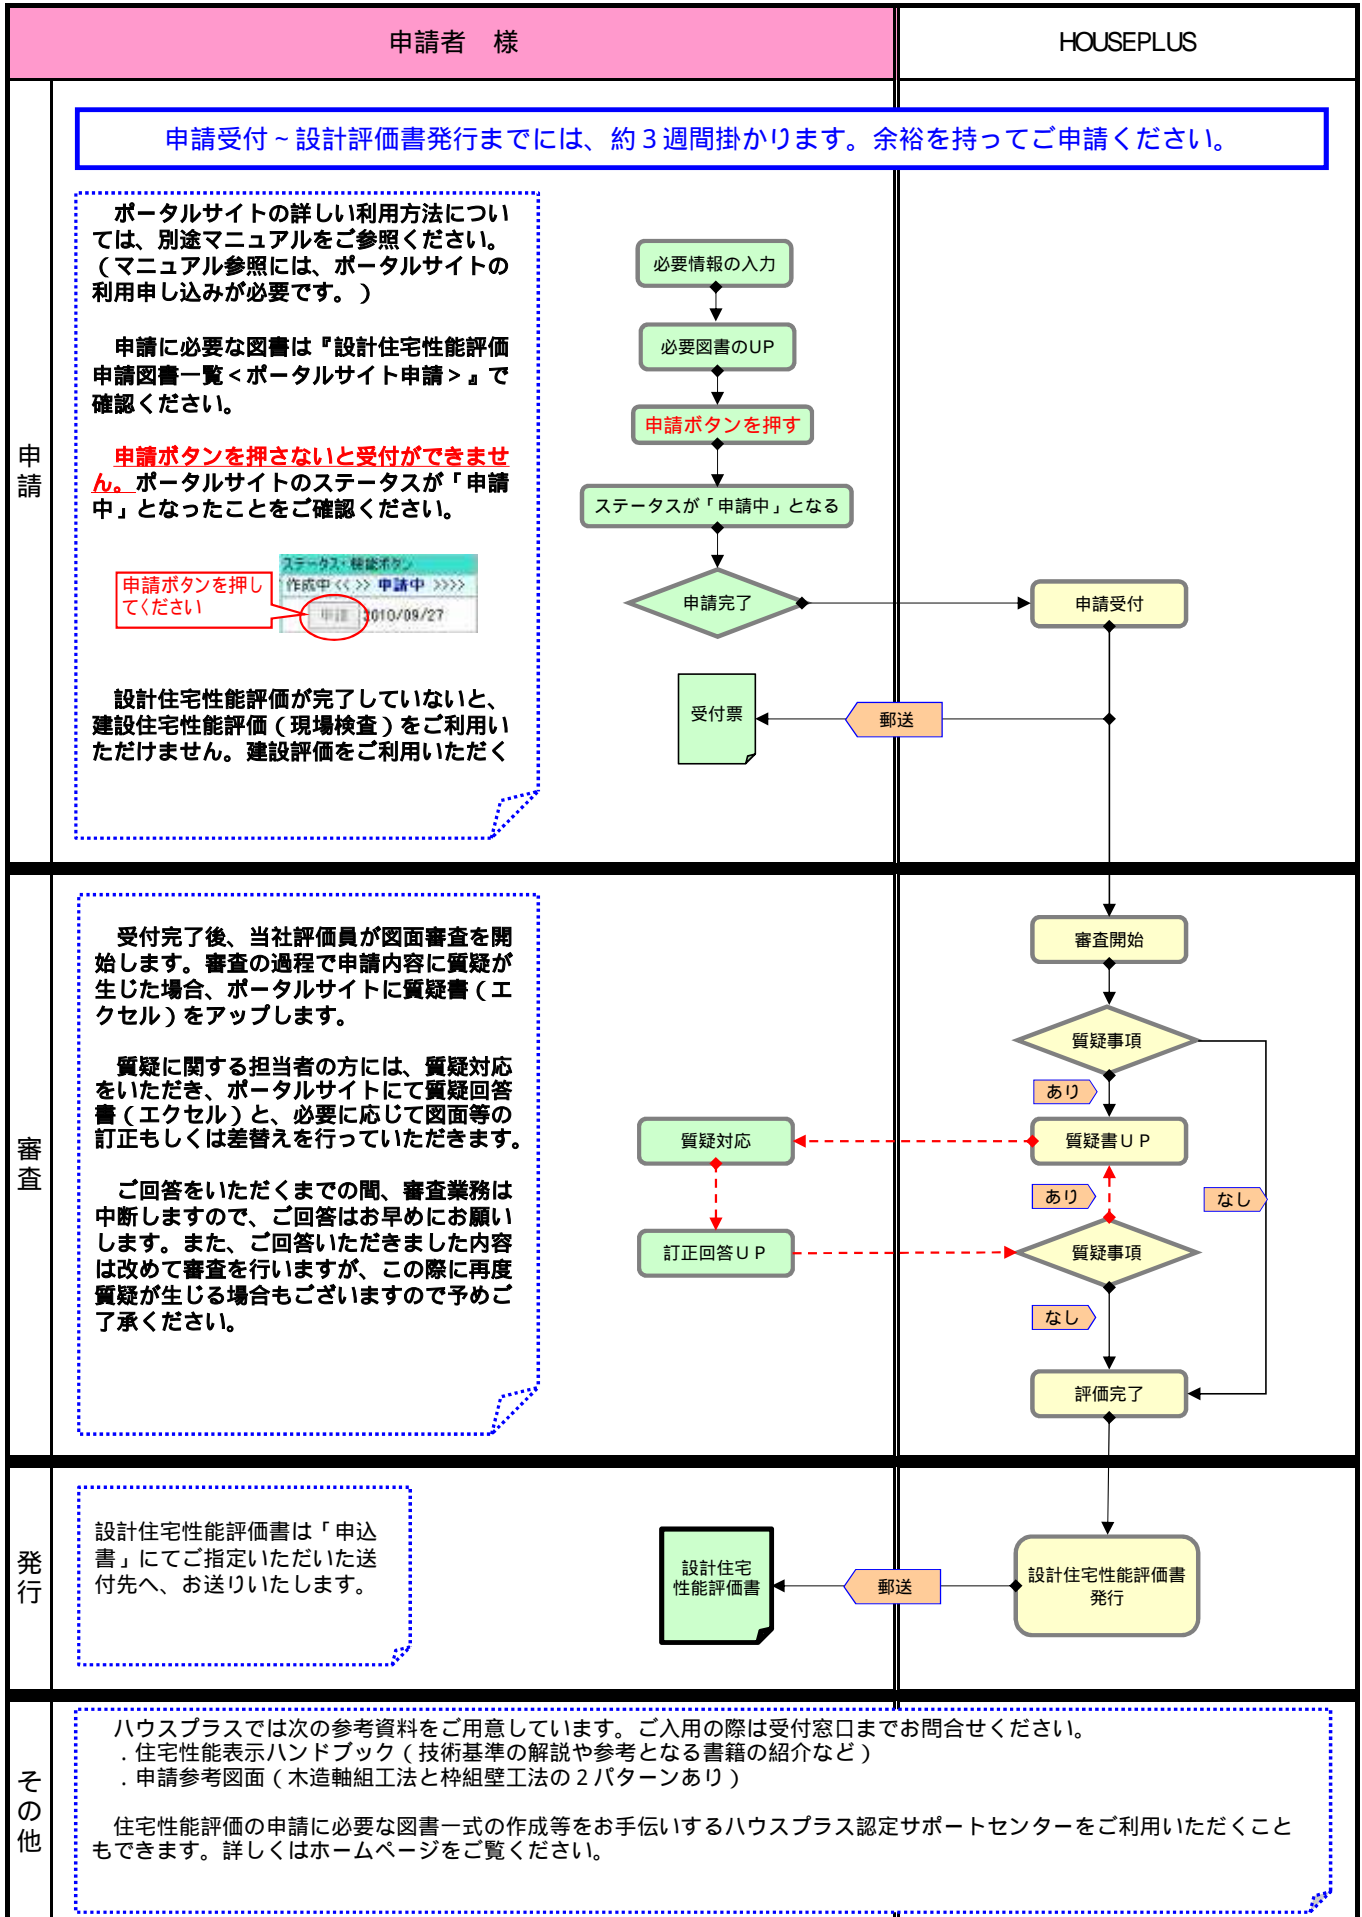 申請者　様
HOUSEPLUS
申請受付～設計評価書発行までには、約３週間掛かります。余裕を持ってご申請ください。
申請
ポータルサイトの詳しい利用方法につい
ては、別途マニュアルをご参照ください。
（マニュアル参照には、ポータルサイトの
利用申し込みが必要です。）
申請に必要な図書は『設計住宅性能評価
申請図書一覧＜ポータルサイト申請＞』で
確認ください。
申請ボタンを押さないと受付ができませ
ん。ポータルサイトのステータスが「申請
中」となったことをご確認ください。
申請ボタンを押し
てください
ステータス・機能ボタン
作成中 << >> 申請中 >>>>
申請 2010/09/27
設計住宅性能評価が完了していないと、
建設住宅性能評価（現場検査）をご利用い
ただけません。建設評価をご利用いただく
必要情報の入力
必要図書のUP
申請ボタンを押す
ステータスが「申請中」となる
申請完了
申請受付
受付票
郵送
審査
受付完了後、当社評価員が図面審査を開
始します。審査の過程で申請内容に質疑が
生じた場合、ポータルサイトに質疑書（エ
クセル）をアップします。
質疑に関する担当者の方には、質疑対応
をいただき、ポータルサイトにて質疑回答
書（エクセル）と、必要に応じて図面等の
訂正もしくは差替えを行っていただきます。
ご回答をいただくまでの間、審査業務は
中断しますので、ご回答はお早めにお願い
します。また、ご回答いただきました内容
は改めて審査を行いますが、この際に再度
質疑が生じる場合もございますので予めご
了承ください。
審査開始
質疑事項
あり
質疑対応
質疑書ＵＰ
あり
なし
訂正回答ＵＰ
質疑事項
なし
評価完了
発行
設計住宅性能評価書は「申込
書」にてご指定いただいた送
付先へ、お送りいたします。
設計住宅
性能評価書
郵送
設計住宅性能評価書
発行
その他
ハウスプラスでは次の参考資料をご用意しています。ご入用の際は受付窓口までお問合せください。
．住宅性能表示ハンドブック（技術基準の解説や参考となる書籍の紹介など）
．申請参考図面（木造軸組工法と枠組壁工法の２パターンあり）
住宅性能評価の申請に必要な図書一式の作成等をお手伝いするハウスプラス認定サポートセンターをご利用いただくこと
もできます。詳しくはホームページをご覧ください。